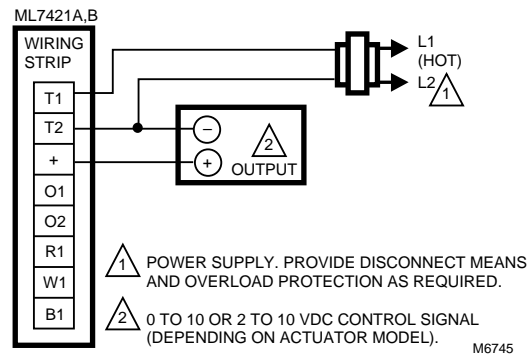 ML7421A,B
WIRING
STRIP
T1
T2
+
O1
O2
R1
W1
B1
L1
(HOT)
L2
1
–
+
2
OUTPUT
1 POWER SUPPLY. PROVIDE DISCONNECT MEANS
AND OVERLOAD PROTECTION AS REQUIRED.
2 0 TO 10 OR 2 TO 10 VDC CONTROL SIGNAL
(DEPENDING ON ACTUATOR MODEL).
M6745